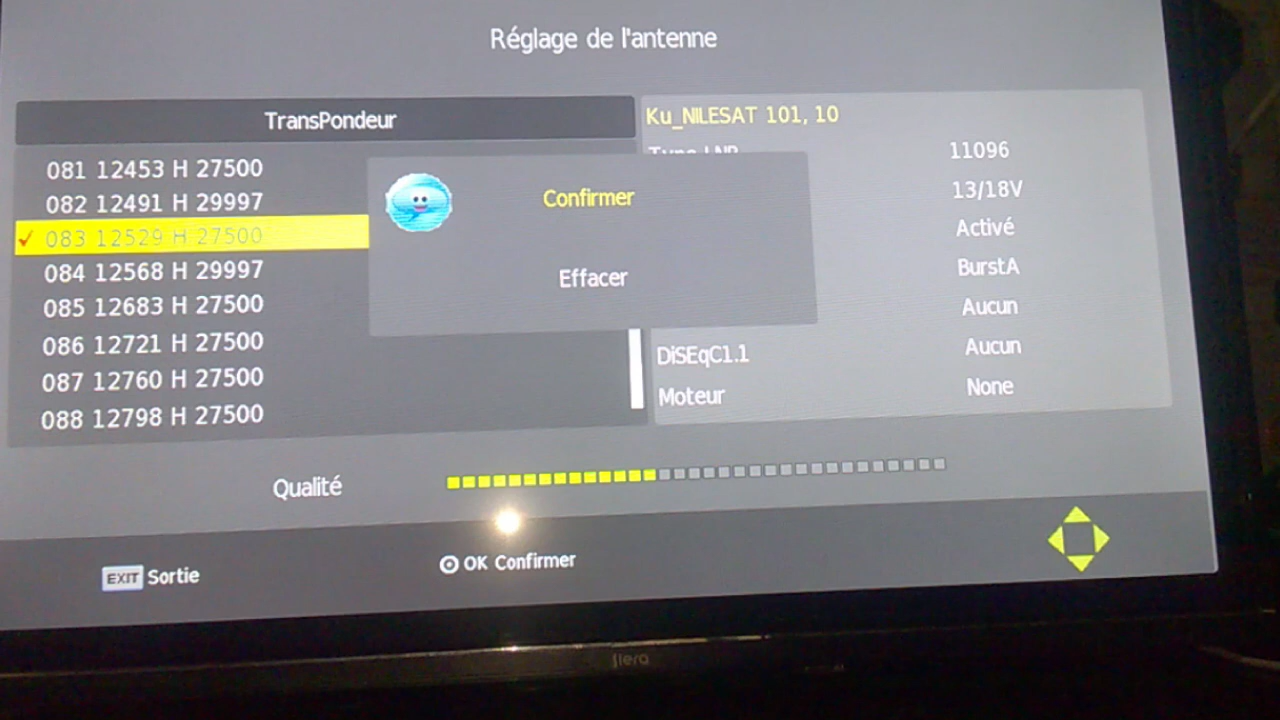 Réglage de l'antenne
TransPondeur
081 12453 H 27500
082 12491 H 29997
083 12529 H 27500
084 12568 H 29997
085 12683 H 27500
086 12721 H 27500
087 12760 H 27500
088 12798 H 27500
Ku_NILESAT 101, 10
Type LNB 11096
13/18V
Activé
BurstA
Aucun
DiSEqC1.1 Aucun
Moteur None
Confirmer
Effacer
Qualité
EXIT Sortie
OK Confirmer